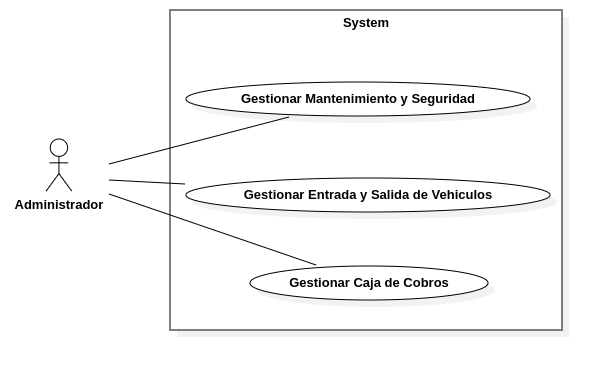 System
Gestionar Mantenimiento y Seguridad
Gestionar Entrada y Salida de Vehiculos
Administrador
Gestionar Caja de Cobros